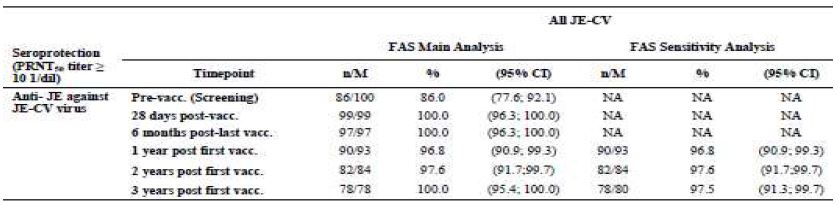 All JE-CV
Seroprotection (PRNT50 titer ≥ 10 1/dil) FAS Main Analysis FAS Sensitivity Analysis
Timepoint n/M % (95% CI) n/M % (95% CI)
Anti- JE against JE-CV virus Pre-vacc. (Screening) 86/100 86.0 (77.6; 92.1) NA NA NA
28 days post-vacc. 99/99 100.0 (96.3; 100.0) NA NA NA
6 months post-last vacc. 97/97 100.0 (96.3; 100.0) NA NA NA
1 year post first vacc. 90/93 96.8 (90.9; 99.3) 90/93 96.8 (90.9; 99.3)
2 years post first vacc. 82/84 97.6 (91.7;99.7) 82/84 97.6 (91.7;99.7)
3 years post first vacc. 78/78 100.0 (95.4; 100.0) 78/80 97.5 (91.3; 99.7)